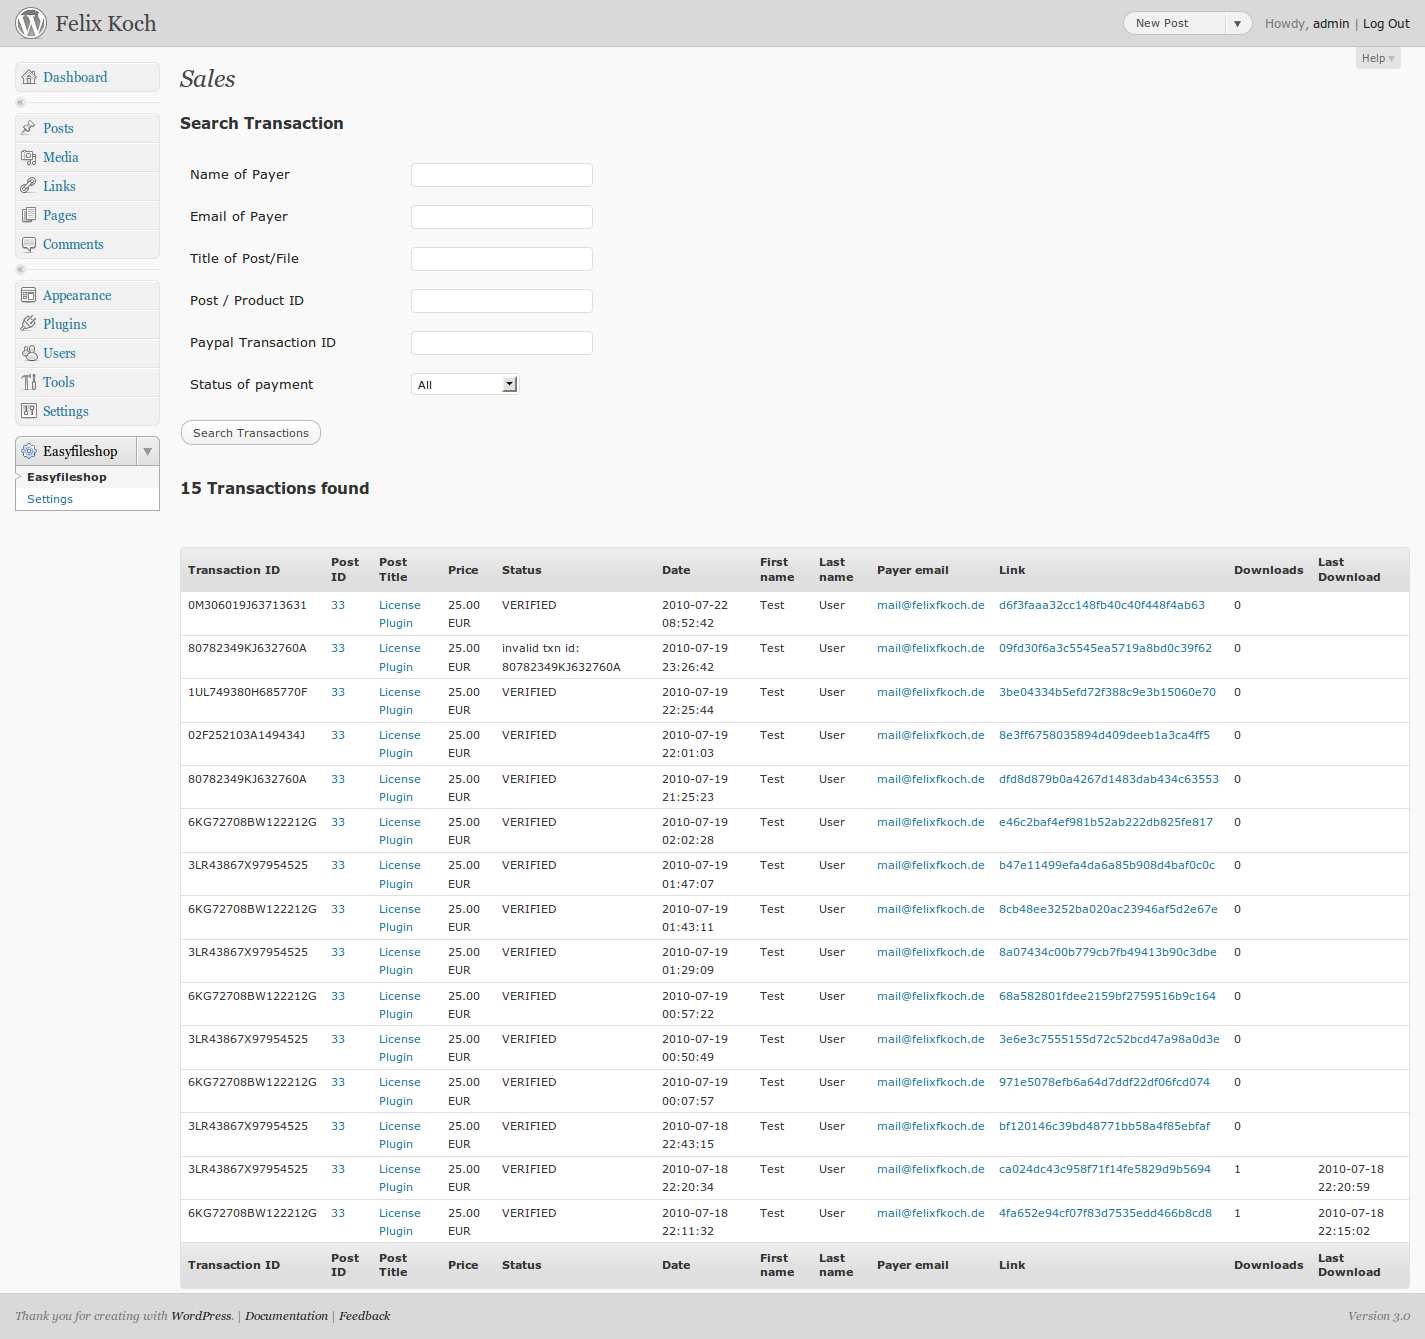 Felix Koch
New Post
Howdy, admin | Log Out
Help
Dashboard
Posts
Media
Links
Pages
Comments
Appearance
Plugins
Users
Tools
Settings
Easyfileshop
Easyfileshop
Settings
Sales
Search Transaction
Name of Payer
Email of Payer
Title of Post/File
Post / Product ID
Paypal Transaction ID
Status of payment All
Search Transactions
15 Transactions found
Transaction ID Post ID Post Title Price Status Date First name Last name Payer email Link Downloads Last Download
0M306019J63713631 33 License Plugin 25.00 EUR VERIFIED 2010-07-22 08:52:42 Test User mail@felixfkoch.de d6f3faaa32cc148fb40c40f448f4ab63 0
80782349KJ632760A 33 License Plugin 25.00 EUR invalid txn id: 80782349KJ632760A 2010-07-19 23:26:42 Test User mail@felixfkoch.de 09fd30f6a3c5545ea5719a8bd0c39f62 0
1UL749380H685770F 33 License Plugin 25.00 EUR VERIFIED 2010-07-19 22:25:44 Test User mail@felixfkoch.de 3be04334b5efd72f388c9e3b15060e70 0
02F252103A149434J 33 License Plugin 25.00 EUR VERIFIED 2010-07-19 22:01:03 Test User mail@felixfkoch.de 8e3ff6758035894d409deeb1a3ca4ff5 0
80782349KJ632760A 33 License Plugin 25.00 EUR VERIFIED 2010-07-19 21:25:23 Test User mail@felixfkoch.de dfd8d879b0a4267d1483dab434c63553 0
6KG72708BW122212G 33 License Plugin 25.00 EUR VERIFIED 2010-07-19 02:02:28 Test User mail@felixfkoch.de e46c2baf4ef981b52ab222db825fe817 0
3LR43867X97954525 33 License Plugin 25.00 EUR VERIFIED 2010-07-19 01:47:07 Test User mail@felixfkoch.de b47e11499efa4da6a85b908d4baf0c0c 0
6KG72708BW122212G 33 License Plugin 25.00 EUR VERIFIED 2010-07-19 01:43:11 Test User mail@felixfkoch.de 8cb48ee3252ba020ac23946af5d2e67e 0
3LR43867X97954525 33 License Plugin 25.00 EUR VERIFIED 2010-07-19 01:29:09 Test User mail@felixfkoch.de 8a07434c00b779cb7fb49413b90c3dbe 0
6KG72708BW122212G 33 License Plugin 25.00 EUR VERIFIED 2010-07-19 00:57:22 Test User mail@felixfkoch.de 68a582801fdee2159bf2759516b9c164 0
3LR43867X97954525 33 License Plugin 25.00 EUR VERIFIED 2010-07-19 00:50:49 Test User mail@felixfkoch.de 3e6e3c7555155d72c52bcd47a98a0d3e 0
6KG72708BW122212G 33 License Plugin 25.00 EUR VERIFIED 2010-07-19 00:07:57 Test User mail@felixfkoch.de 971e5078efb6a64d7ddf22df06fcd074 0
3LR43867X97954525 33 License Plugin 25.00 EUR VERIFIED 2010-07-18 22:43:15 Test User mail@felixfkoch.de bf120146c39bd48771bb58a4f85ebfaf 0
3LR43867X97954525 33 License Plugin 25.00 EUR VERIFIED 2010-07-18 22:20:34 Test User mail@felixfkoch.de ca024dc43c958f71f14fe5829d9b5694 1 2010-07-18 22:20:59
6KG72708BW122212G 33 License Plugin 25.00 EUR VERIFIED 2010-07-18 22:11:32 Test User mail@felixfkoch.de 4fa652e94cf07f83d7535edd466b8cd8 1 2010-07-18 22:15:02
Transaction ID Post ID Post Title Price Status Date First name Last name Payer email Link Downloads Last Download
Thank you for creating with WordPress. | Documentation | Feedback
Version 3.0